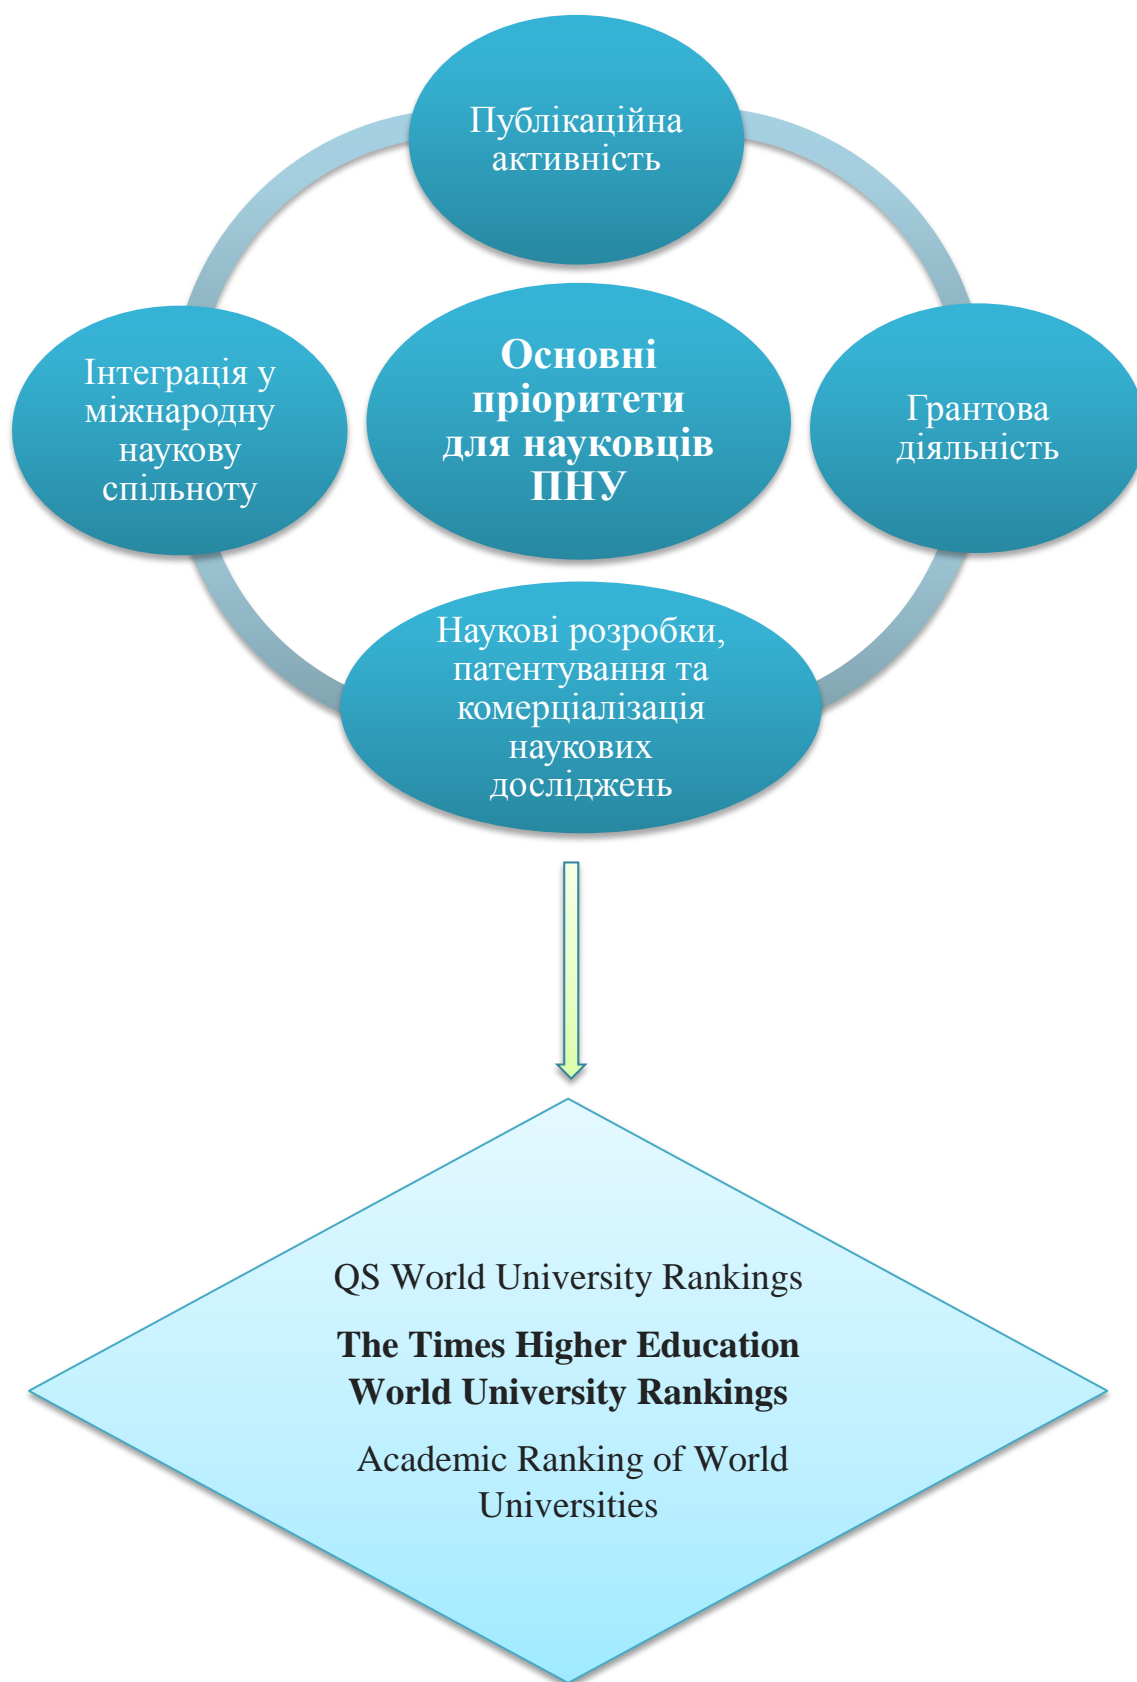 Публікаційна
активність
Основні
пріоритети
для науковців
ПНУ
Інтеграція у
міжнародну
наукову
спільноту
Грантова
діяльність
Наукові розробки,
патентування та
комерціалізація
наукових
досліджень
QS World University Rankings
The Times Higher Education
World University Rankings
Academic Ranking of World
Universities